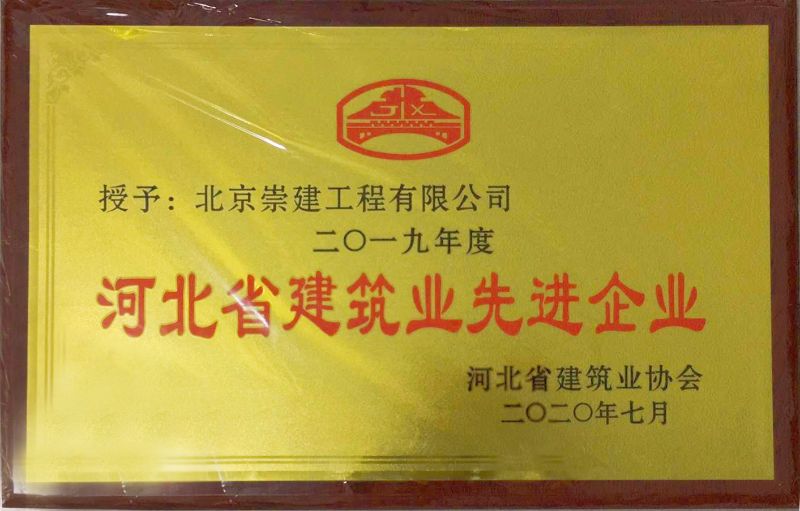 JX
授予：北京崇建工程有限公司
二〇一九年度
河北省建筑业先进企业
河北省建筑业协会
二〇二〇年七月